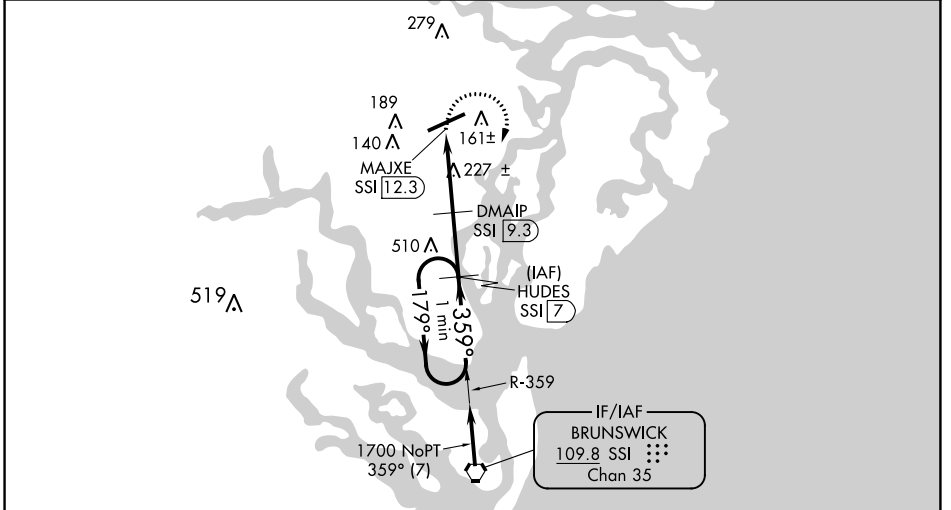 279
189
140
161±
MAJXE
SSI 12.3
227 ±
DMAIP
SSI 9.3
510
(IAF)
HUDES
SSI 7
519
179°
1 min
359°
R-359
IF/IAF
BRUNSWICK
109.8 SSI
Chan 35
1700 NoPT
359° (7)